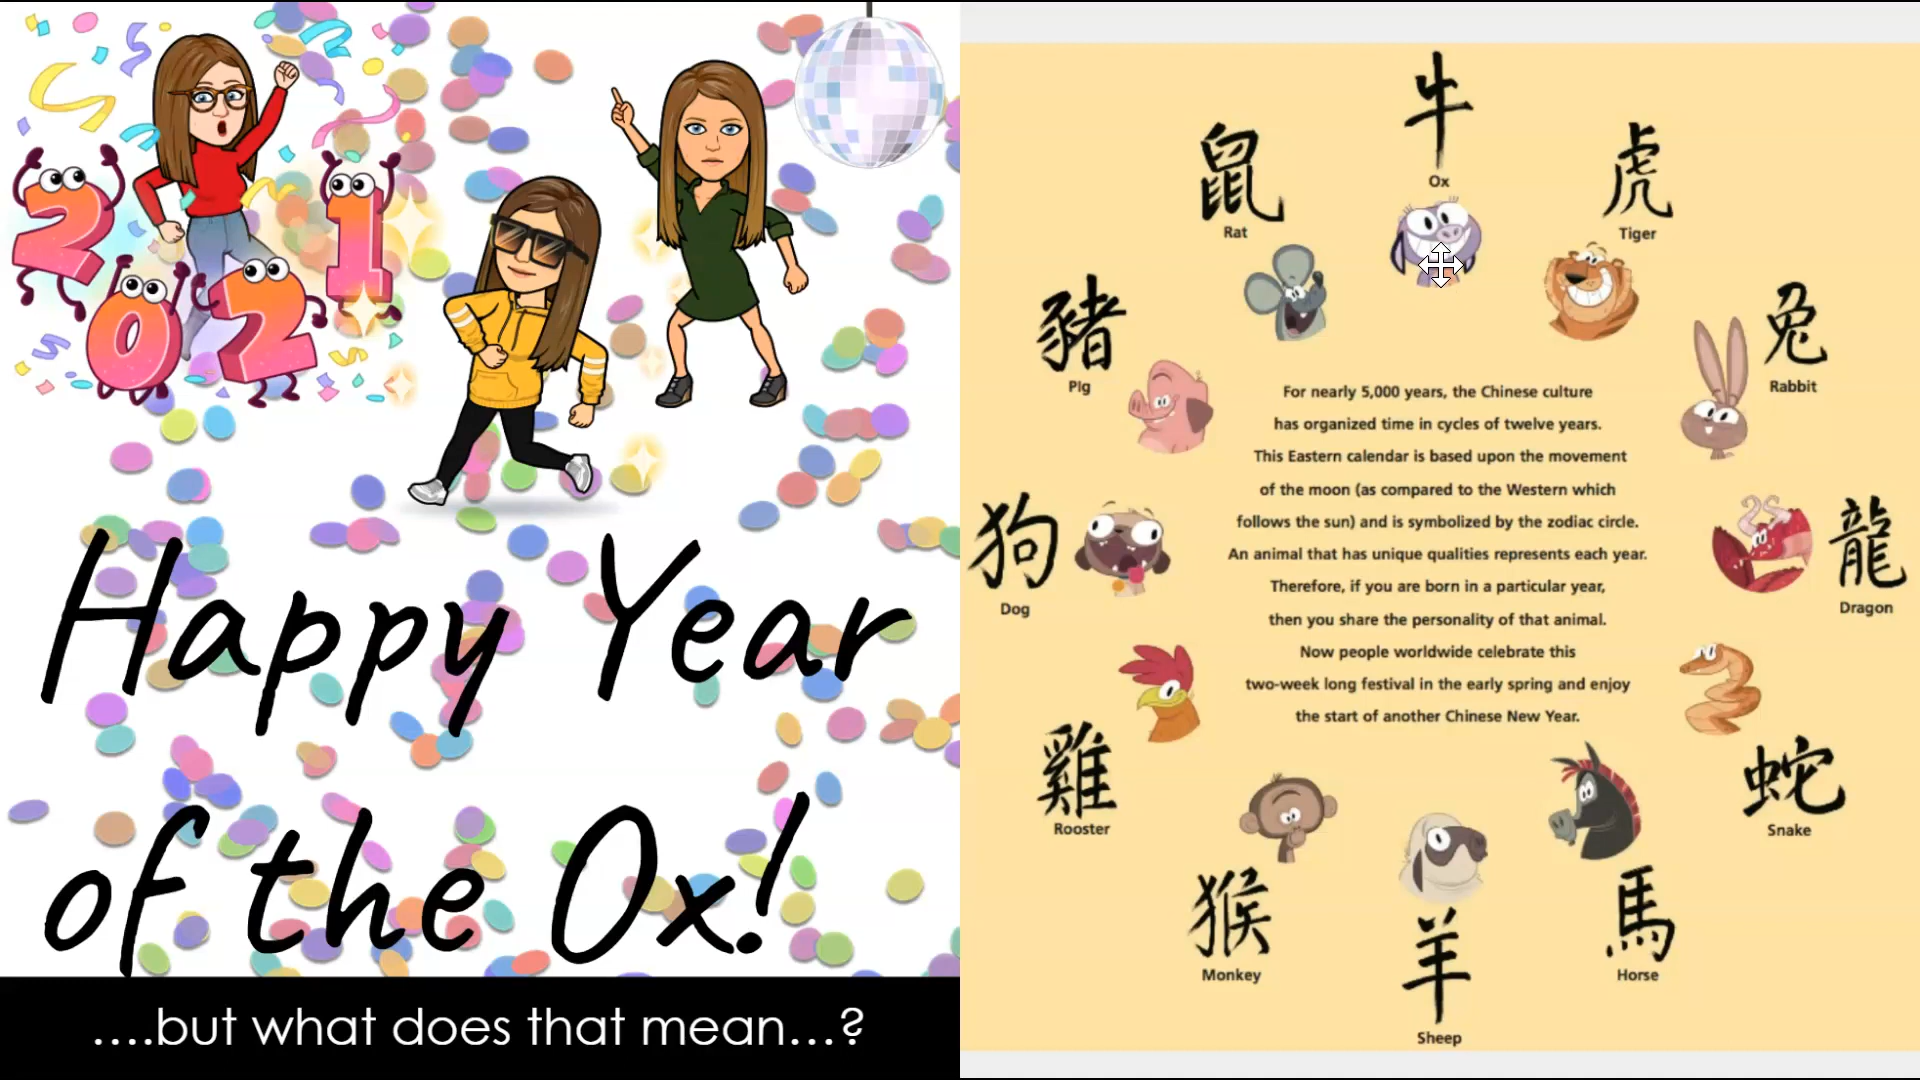 2021
Happy Year
of the Ox!
....but what does that mean...?
牛
Ox
鼠
Rat
虎
Tiger
豬
Pig
兔
Rabbit
For nearly 5,000 years, the Chinese culture
has organized time in cycles of twelve years.
This Eastern calendar is based upon the movement
of the moon (as compared to the Western which
follows the sun) and is symbolized by the zodiac circle.
An animal that has unique qualities represents each year.
Therefore, if you are born in a particular year,
then you share the personality of that animal.
Now people worldwide celebrate this
two-week long festival in the early spring and enjoy
the start of another Chinese New Year.
狗
Dog
龍
Dragon
雞
Rooster
蛇
Snake
猴
Monkey
馬
Horse
羊
Sheep